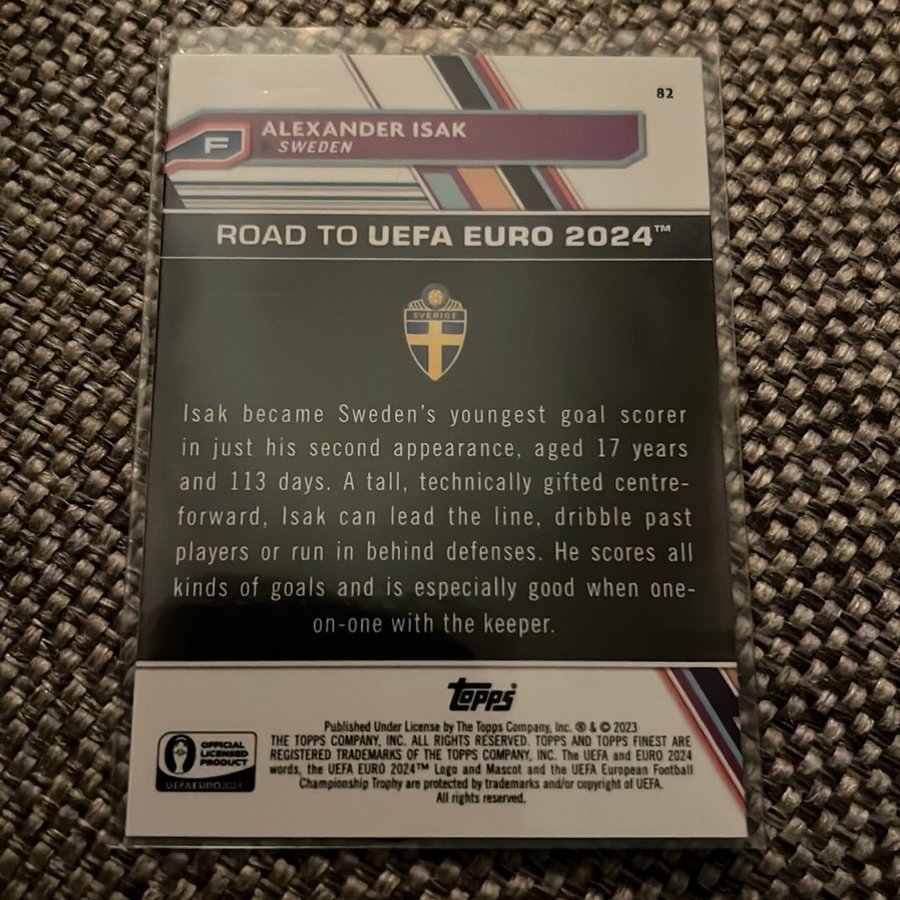 82
F
ALEXANDER ISAK
SWEDEN
ROAD TO UEFA EURO 2024™
SVERIGE
Isak became Sweden's youngest goal scorer
in just his second appearance, aged 17 years
and 113 days. A tall, technically gifted centre-
forward, Isak can lead the line, dribble past
players or run in behind defenses. He scores all
kinds of goals and is especially good when one-
on-one with the keeper.
topps
Published Under License by The Topps Company, Inc. ® & © 2023
THE TOPPS COMPANY, INC. ALL RIGHTS RESERVED. TOPPS AND TOPPS FINEST ARE
REGISTERED TRADEMARKS OF THE TOPPS COMPANY, INC. The UEFA and EURO 2024
words, the UEFA EURO 2024™ Logo and Mascot and the UEFA European Football
Championship Trophy are protected by trademarks and/or copyright of UEFA.
All rights reserved.
OFFICIAL
LICENSED
PRODUCT
UEFA EURO2024